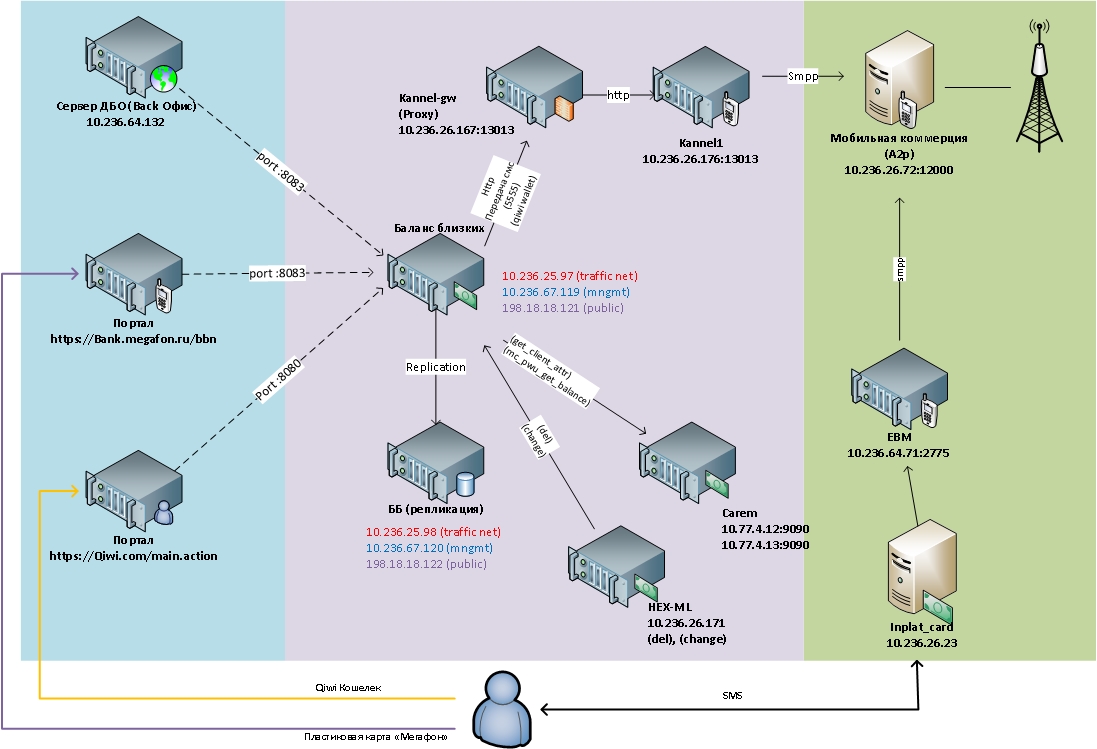 Сервер ДБО (Back Офис)
10.236.64.132
port :8083
Портал
https://Bank.megafon.ru/bbn
port :8083
Портал
https://Qiwi.com/main.action
Port :8080
Kannel-gw
(Proxy)
10.236.26.167:13013
http
Kannel1
10.236.26.176:13013
Smpp
Http
Передача смс
(5555)
(qiwi wallet)
Баланс близких
10.236.25.97 (traffic net)
10.236.67.119 (mngmt)
198.18.18.121 (public)
Replication
_(get_client_attr)
(mc_pwu_get_balance)
(del)
(change)
ББ (репликация)
10.236.25.98 (traffic net)
10.236.67.120 (mngmt)
198.18.18.122 (public)
Carem
10.77.4.12:9090
10.77.4.13:9090
HEX-ML
10.236.26.171
(del), (change)
Мобильная коммерция
(A2p)
10.236.26.72:12000
smpp
EBM
10.236.64.71:2775
Inplat_card
10.236.26.23
Qiwi Кошелек
SMS
Пластиковая карта «Мегафон»